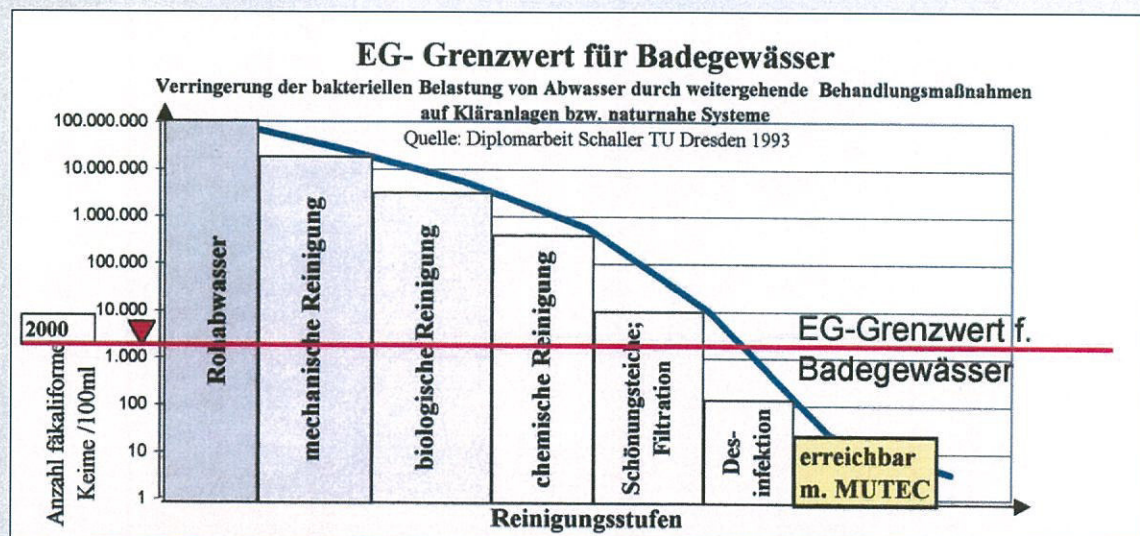 EG- Grenzwert für Badegewässer
Verringerung der bakteriellen Belastung von Abwasser durch weitergehende Behandlungsmaßnahmen
auf Kläranlagen bzw. naturnahe Systeme
Quelle: Diplomarbeit Schaller TU Dresden 1993
100.000.000
10.000.000
1.000.000
100.000
10.000
2000
1.000
100
10
1
Anzahl fäkaliforme
Keime /100ml
Rohabwasser
mechanische Reinigung
biologische Reinigung
chemische Reinigung
Schönungsteiche;
Filtration
Des-
infektion
erreichbar
m. MUTEC
EG-Grenzwert f.
Badegewässer
Reinigungsstufen